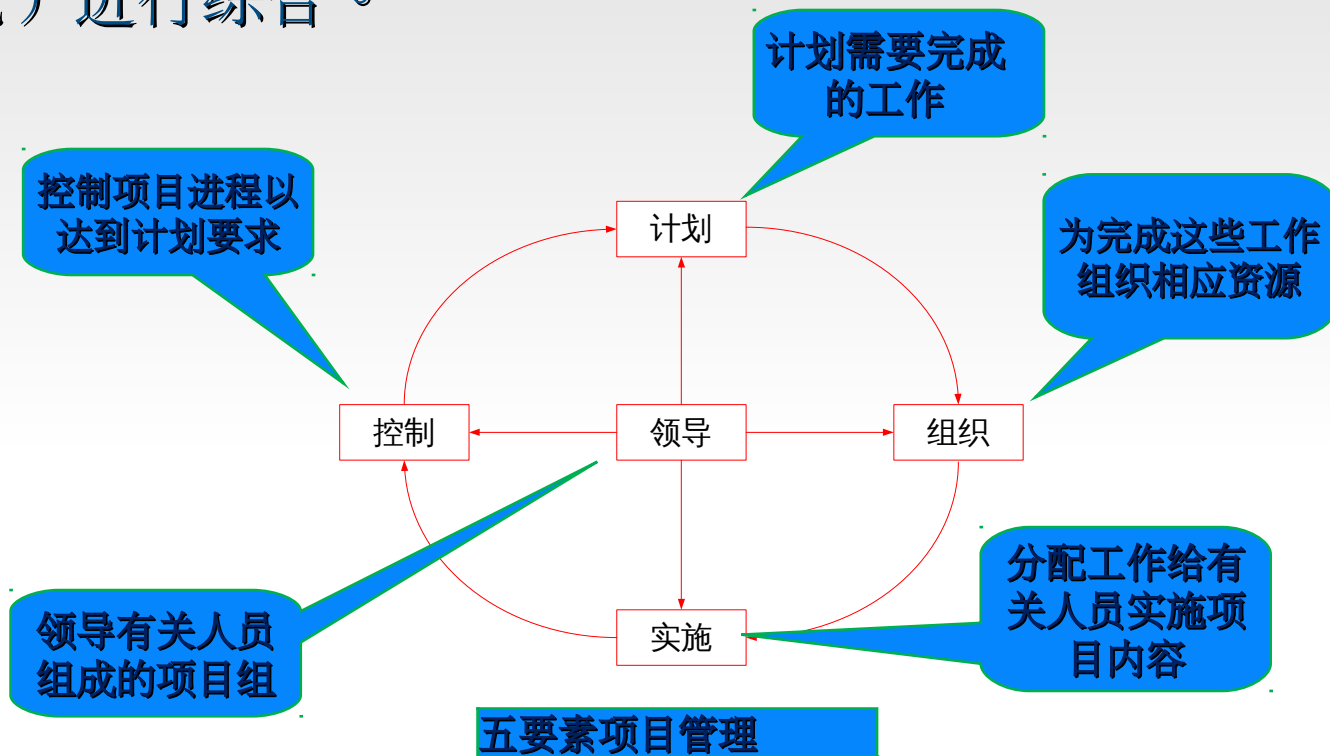 进行综合。
计划需要完成
的工作
控制项目进程以
达到计划要求
计划
为完成这些工作
组织相应资源
控制
领导
组织
分配工作给有
关人员实施项
目内容
领导有关人员
组成的项目组
实施
五要素项目管理